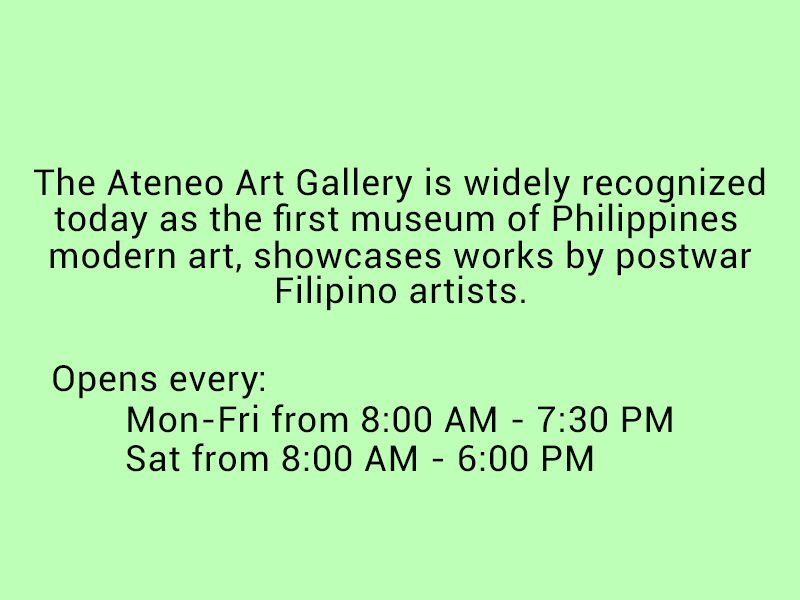 The Ateneo Art Gallery is widely recognized
today as the first museum of Philippines
modern art, showcases works by postwar
Filipino artists.
Opens every:
Mon-Fri from 8:00 AM - 7:30 PM
Sat from 8:00 AM - 6:00 PM